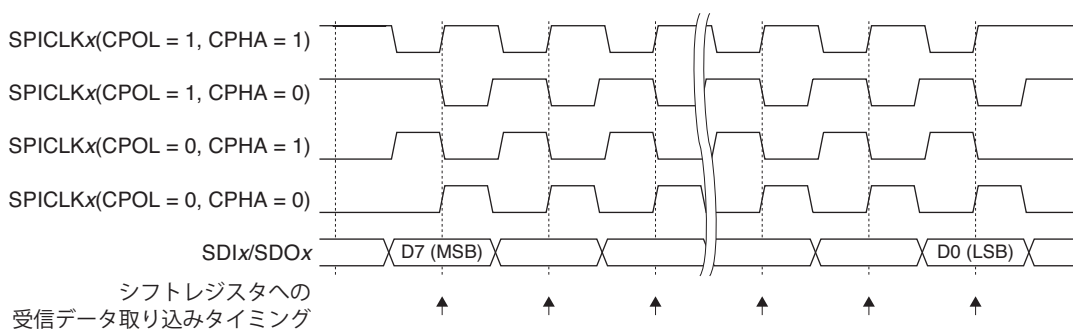 SPICLKx(CPOL = 1, CPHA = 1)
SPICLKx(CPOL = 1, CPHA = 0)
SPICLKx(CPOL = 0, CPHA = 1)
SPICLKx(CPOL = 0, CPHA = 0)
SDIx/SDOx D7 (MSB) D0 (LSB)
シフトレジスタへの
受信データ取り込みタイミング